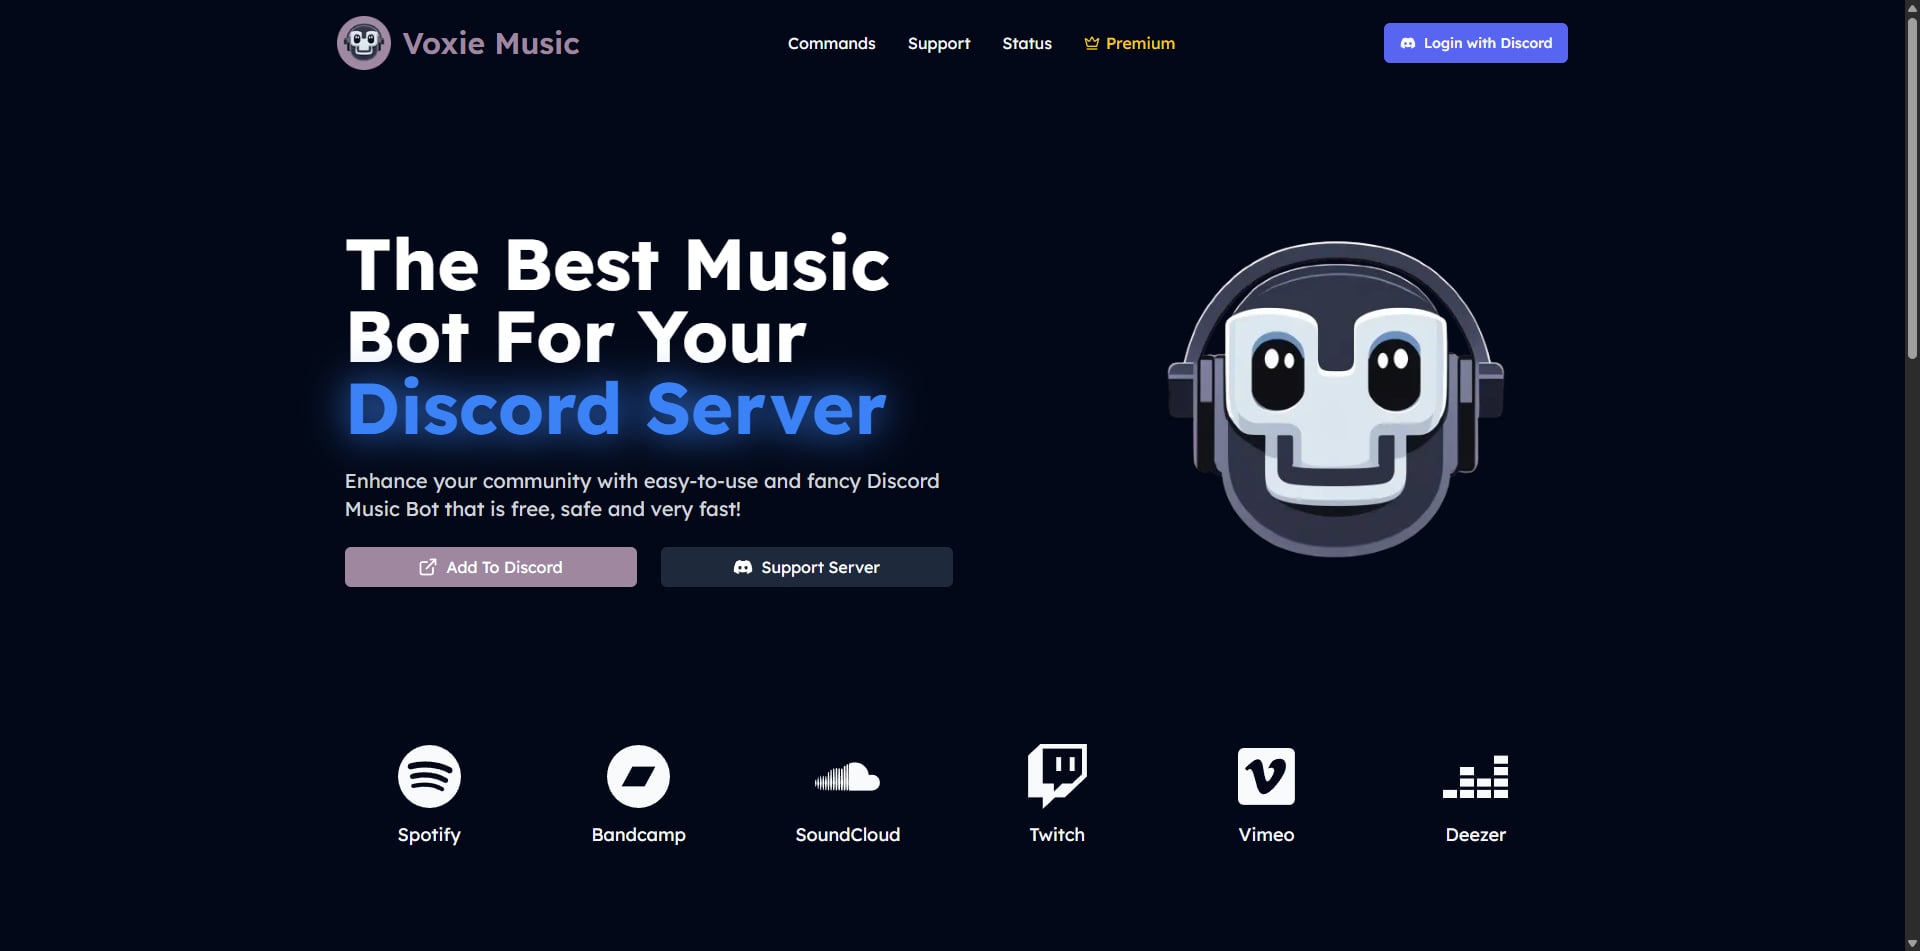 Voxie Music
Commands
Support
Status
Premium
Login with Discord
The Best Music
Bot For Your
Discord Server
Enhance your community with easy-to-use and fancy Discord
Music Bot that is free, safe and very fast!
Add To Discord
Support Server
Spotify
Bandcamp
SoundCloud
Twitch
Vimeo
Deezer